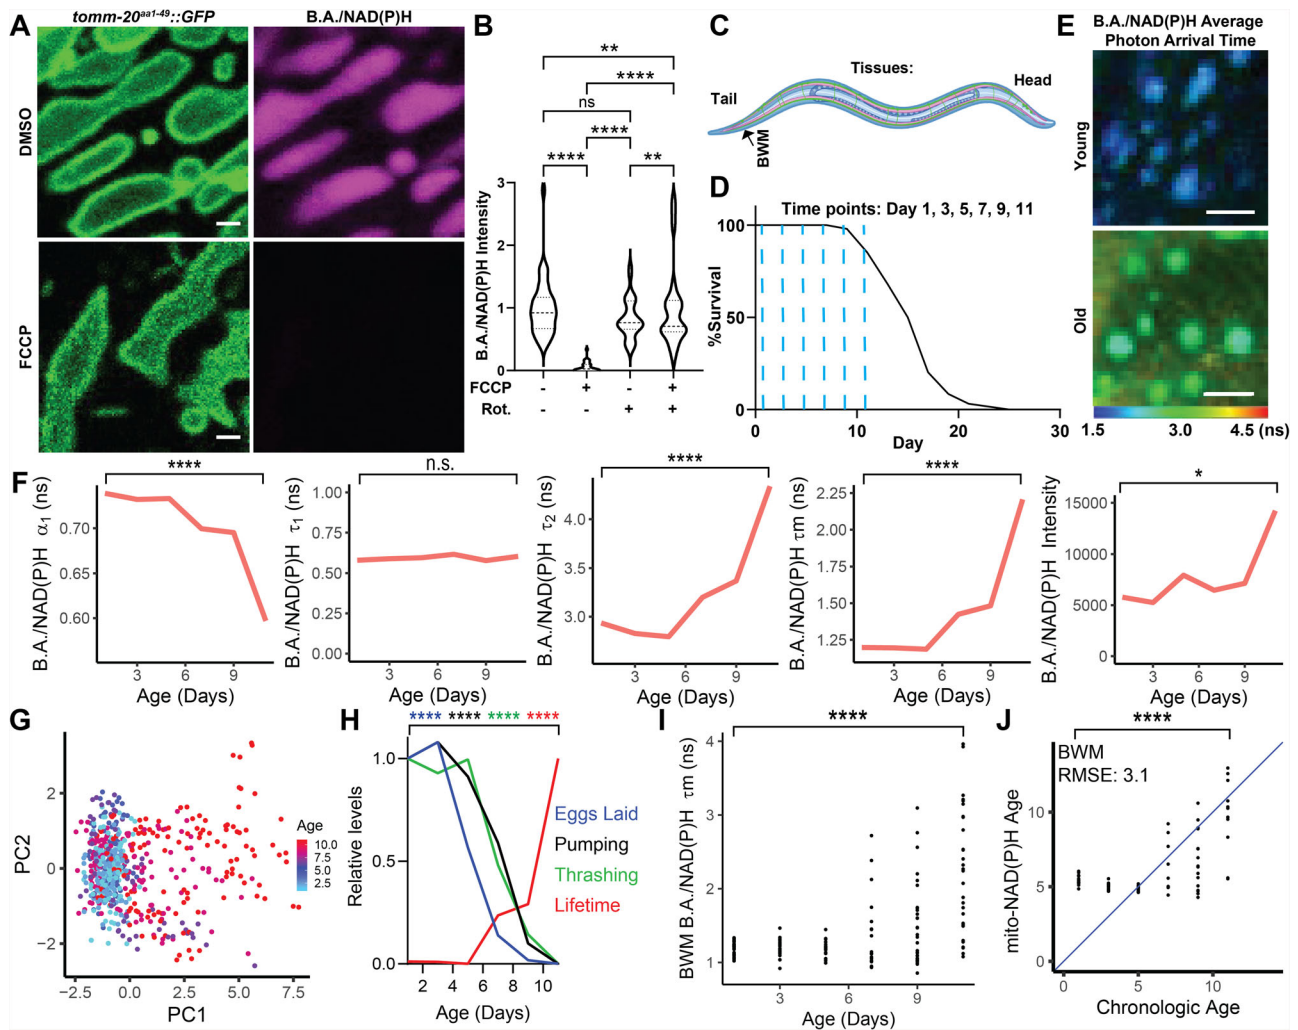 A
tomm-20aa1-49::GFP
B.A./NAD(P)H
DMSO
FCCP
B
**
****
ns
****
****
**
B.A./NAD(P)H Intensity
3
2
1
0
FCCP - + - +
Rot. - - + +
C
Tissues:
Tail
Head
BWM
D
Time points: Day 1, 3, 5, 7, 9, 11
%Survival
100
50
0
0 10 20 30
Day
E
B.A./NAD(P)H Average
Photon Arrival Time
Young
Old
1.5 3.0 4.5 (ns)
F
****
B.A./NAD(P)H α1 (ns)
0.70
0.65
0.60
3 6 9
Age (Days)
n.s.
B.A./NAD(P)H τ1 (ns)
1.00
0.75
0.50
0.25
0.00
3 6 9
Age (Days)
****
B.A./NAD(P)H τ2 (ns)
4.0
3.5
3.0
3 6 9
Age (Days)
****
B.A./NAD(P)H τm (ns)
2.25
2.00
1.75
1.50
1.25
3 6 9
Age (Days)
*
B.A./NAD(P)H Intensity
15000
10000
5000
0
3 6 9
Age (Days)
G
PC2
2
0
−2
−2.5 0.0 2.5 5.0 7.5
PC1
Age
10.0
7.5
5.0
2.5
H
**** **** **** ****
Relative levels
1.0
0.5
0.0
2 4 6 8 10
Age (Days)
Eggs Laid
Pumping
Thrashing
Lifetime
I
****
BWM B.A./NAD(P)H τm (ns)
4
3
2
1
3 6 9
Age (Days)
J
****
BWM
RMSE: 3.1
mito-NAD(P)H Age
10
5
0
0 5 10
Chronologic Age